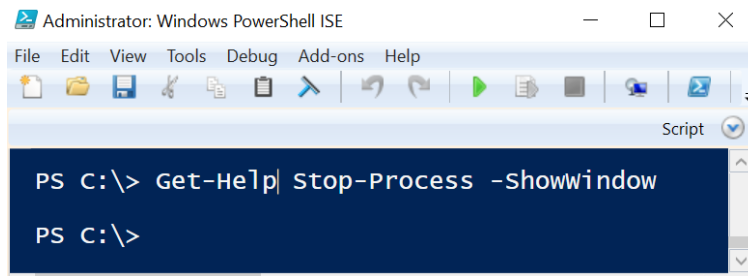 Administrator: Windows PowerShell ISE
File Edit View Tools Debug Add-ons Help
Script
PS C:\> Get-Help Stop-Process -ShowWindow
PS C:\>